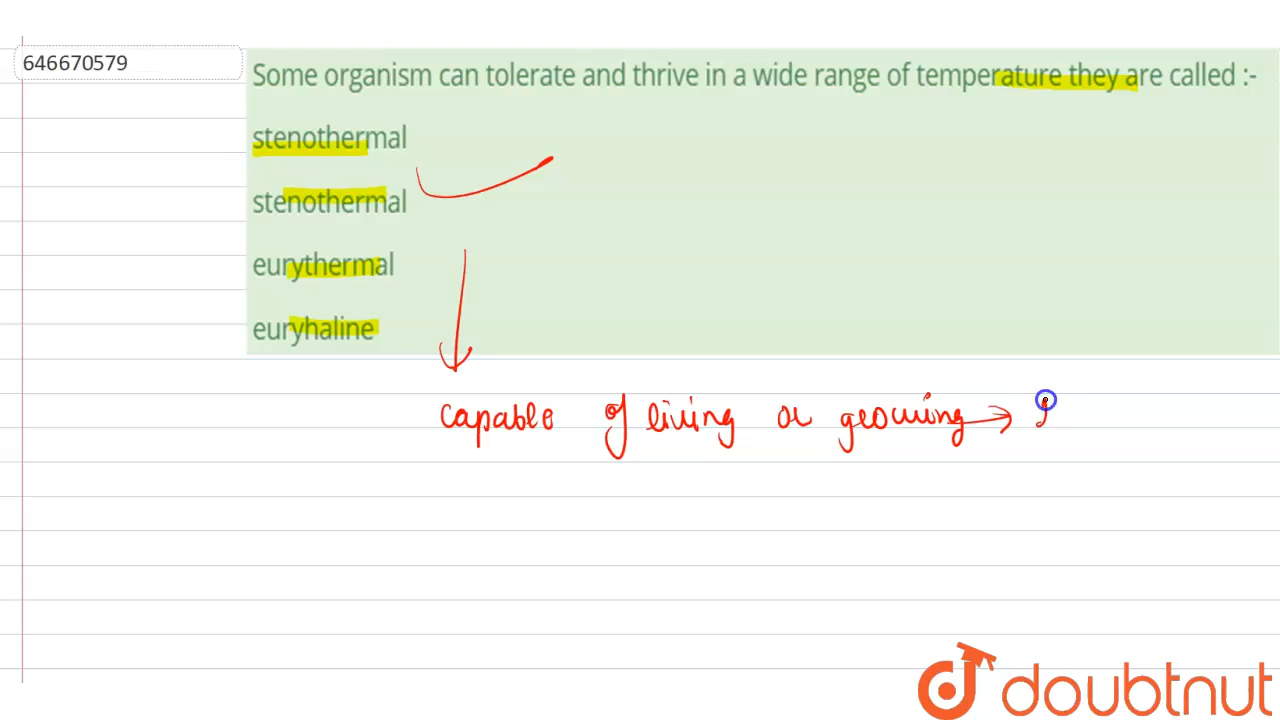 646670579
Some organism can tolerate and thrive in a wide range of temperature they are called :-
stenothermal
stenothermal
eurythermal
euryhaline
capable of living or growing →
doubtnut